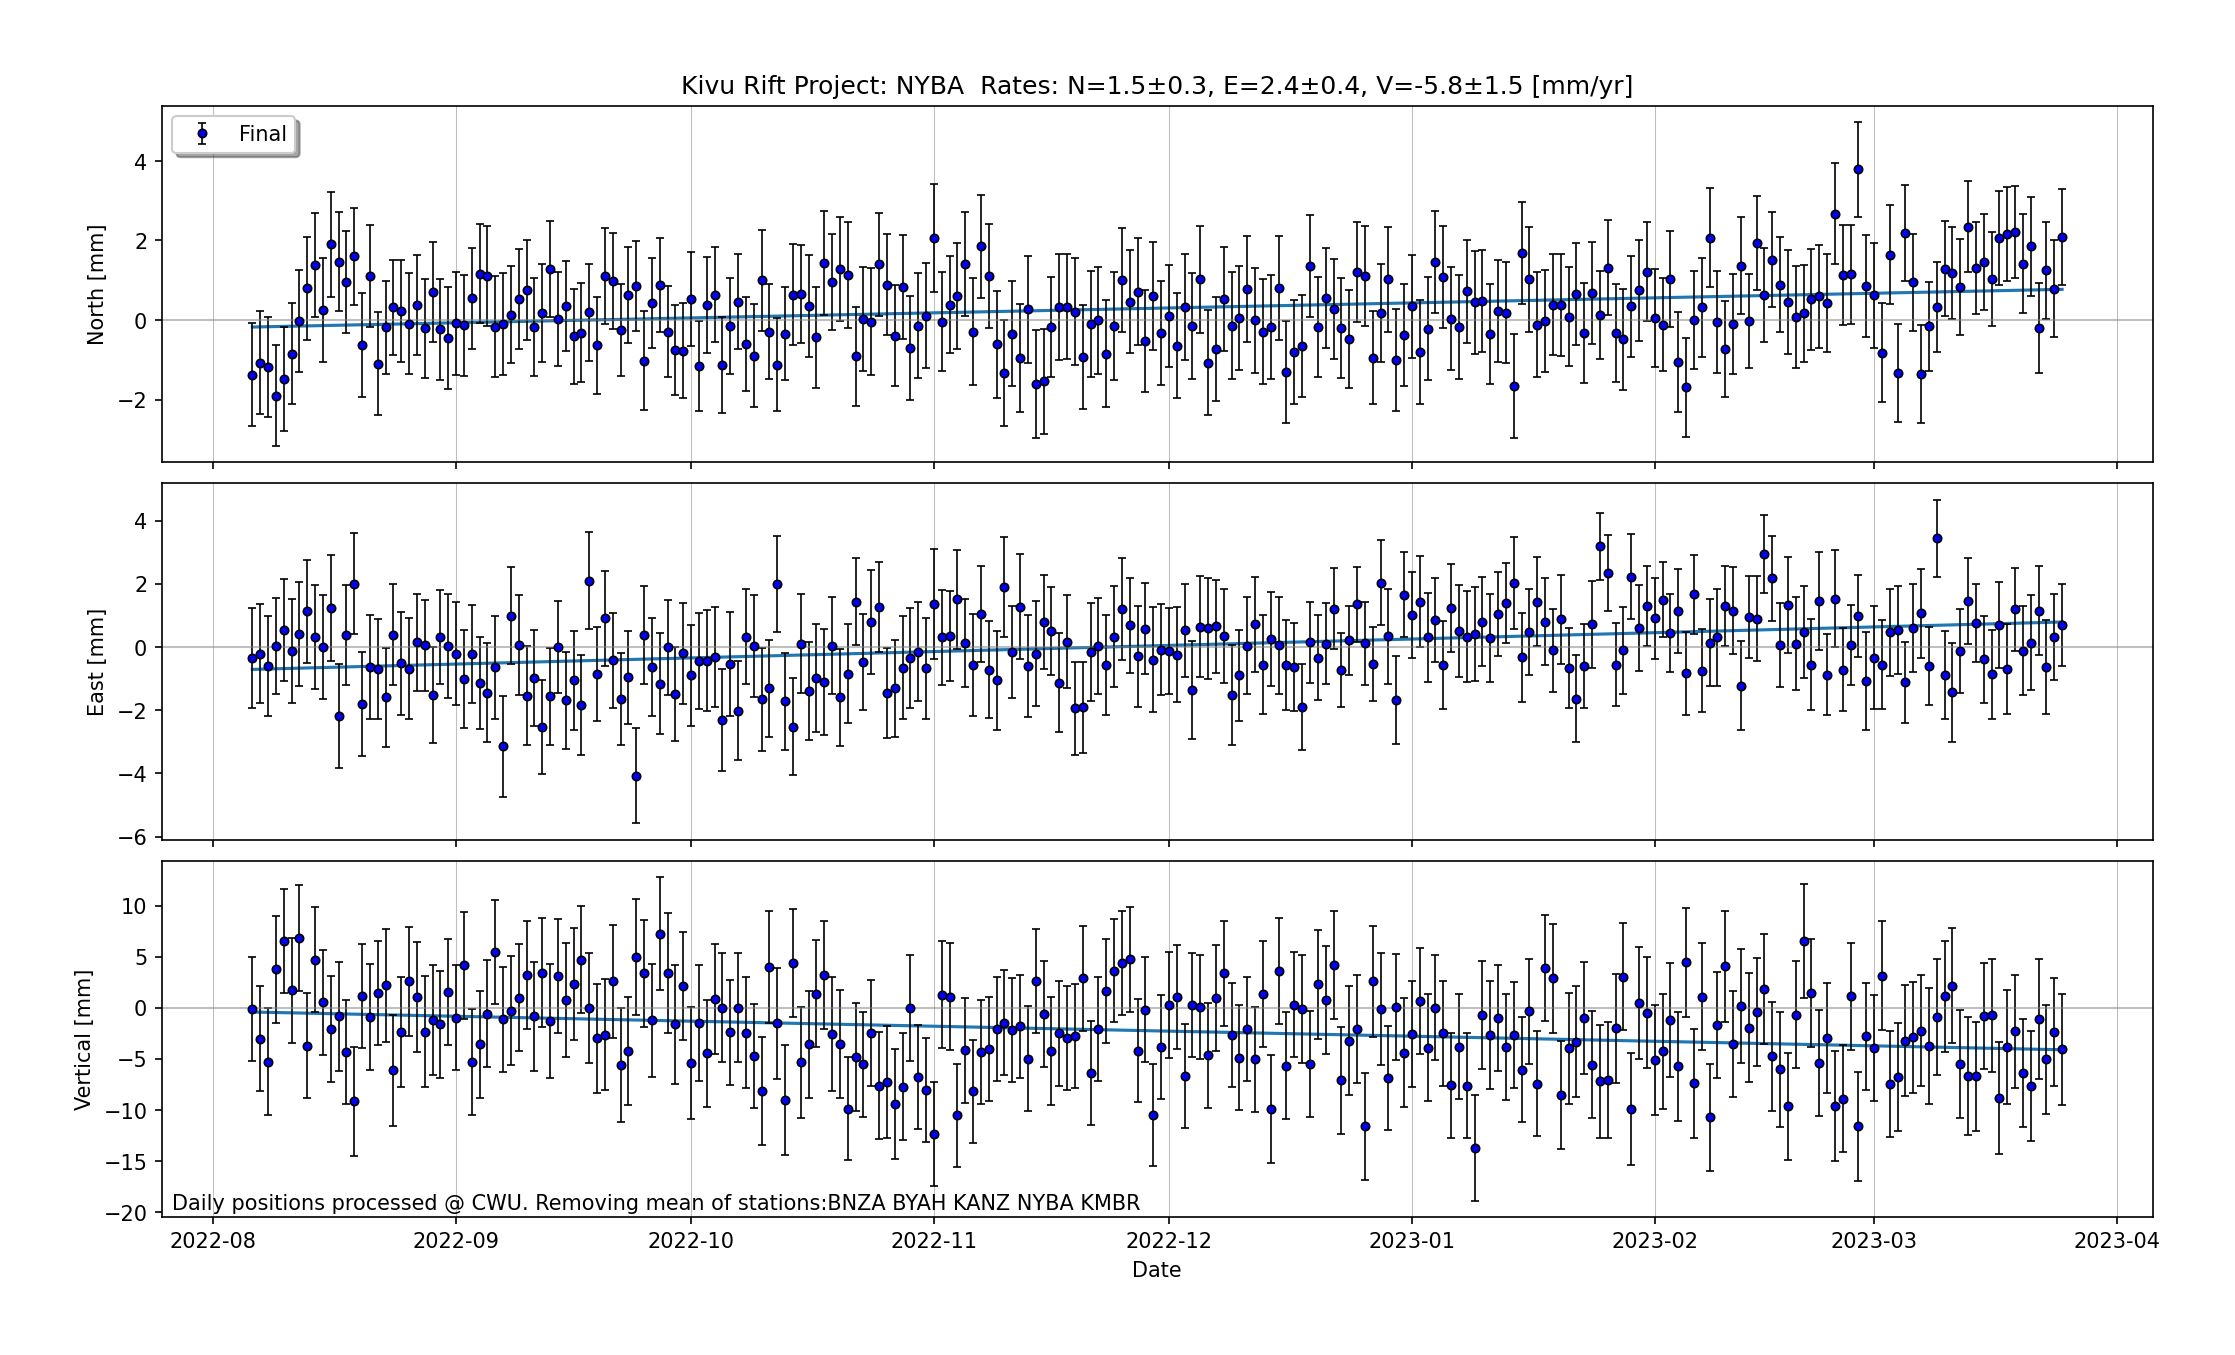 Kivu Rift Project: NYBA  Rates: N=1.5±0.3, E=2.4±0.4, V=-5.8±1.5 [mm/yr]
Final
North [mm]
4
2
0
−2
East [mm]
4
2
0
−2
−4
−6
Vertical [mm]
10
5
0
−5
−10
−15
−20
Daily positions processed @ CWU. Removing mean of stations:BNZA BYAH KANZ NYBA KMBR
2022-08 2022-09 2022-10 2022-11 2022-12 2023-01 2023-02 2023-03 2023-04
Date